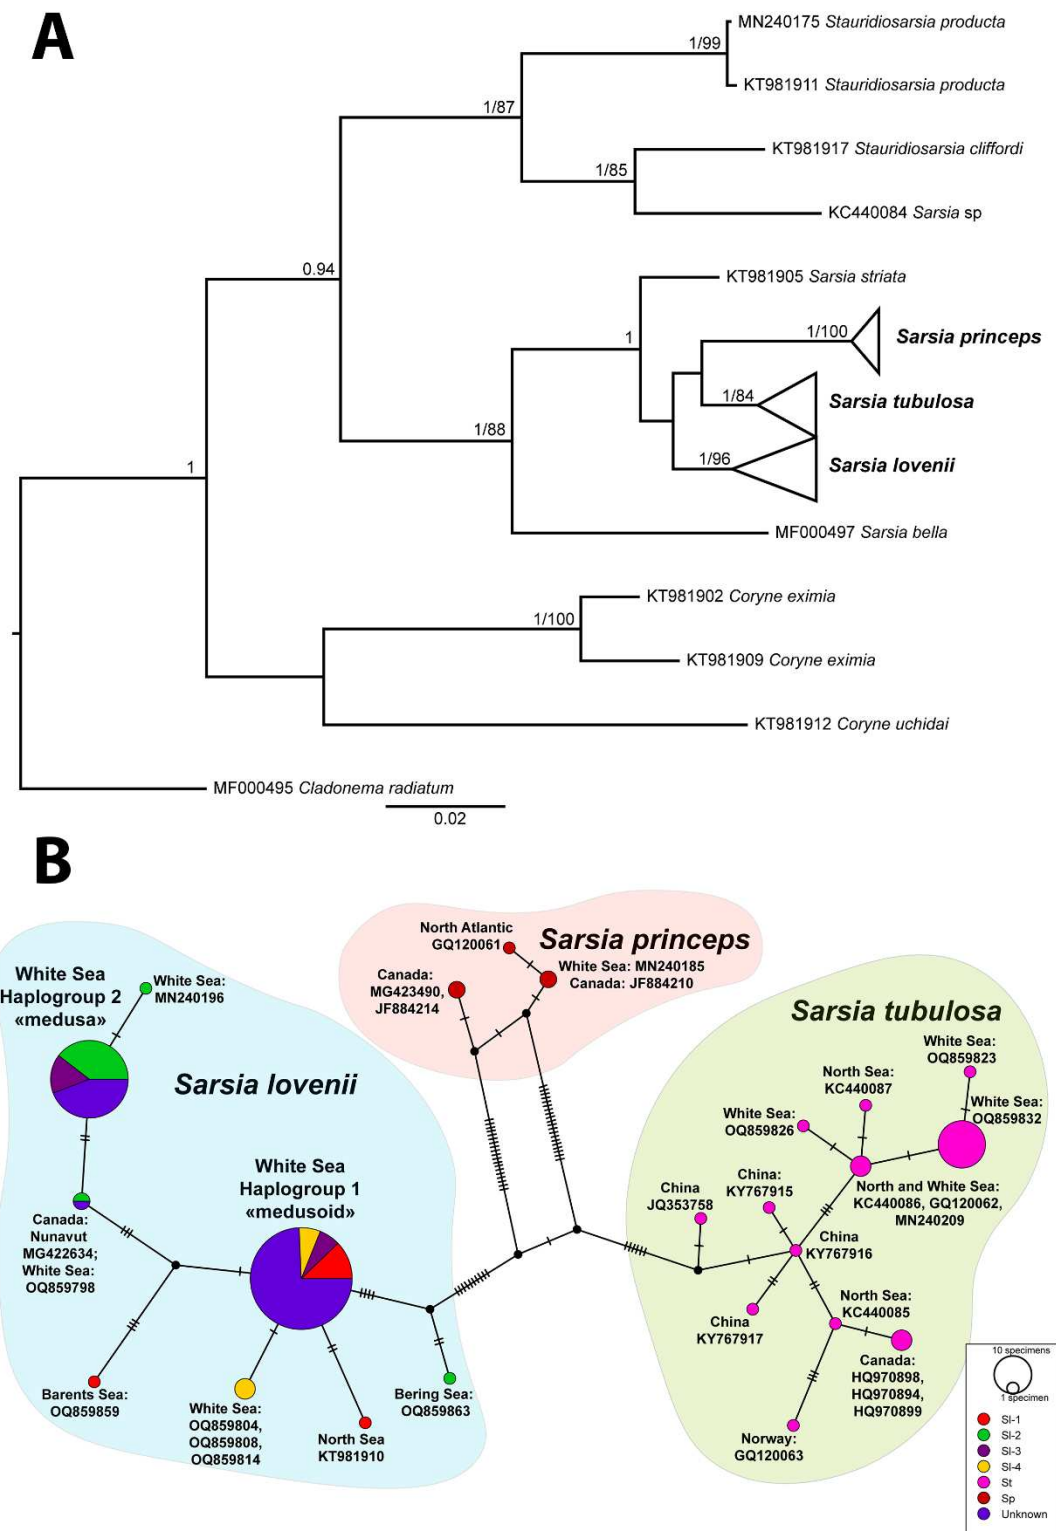 A
MN240175 Stauridiosarsia producta
1/99
KT981911 Stauridiosarsia producta
1/87
KT981917 Stauridiosarsia cliffordi
1/85
KC440084 Sarsia sp
0.94
KT981905 Sarsia striata
1/100
Sarsia princeps
1
1/84
Sarsia tubulosa
1/88
1/96
Sarsia lovenii
1
MF000497 Sarsia bella
KT981902 Coryne eximia
1/100
KT981909 Coryne eximia
KT981912 Coryne uchidai
MF000495 Cladonema radiatum
0.02
B
White Sea
Haplogroup 2
«medusa»
White Sea:
MN240196
Sarsia lovenii
White Sea
Haplogroup 1
«medusoid»
Canada:
Nunavut
MG422634;
White Sea:
OQ859798
Barents Sea:
OQ859859
White Sea:
OQ859804,
OQ859808,
OQ859814
North Sea
KT981910
Bering Sea:
OQ859863
North Atlantic
GQ120061
Sarsia princeps
Canada:
MG423490,
JF884214
White Sea: MN240185
Canada: JF884210
Sarsia tubulosa
White Sea:
OQ859823
North Sea:
KC440087
White Sea:
OQ859832
White Sea:
OQ859826
North and White Sea:
KC440086, GQ120062,
MN240209
China:
KY767915
China
JQ353758
China
KY767916
China
KY767917
North Sea:
KC440085
Canada:
HQ970898,
HQ970894,
HQ970899
Norway:
GQ120063
10 specimens
1 specimen
Sl-1
Sl-2
Sl-3
Sl-4
St
Sp
Unknown